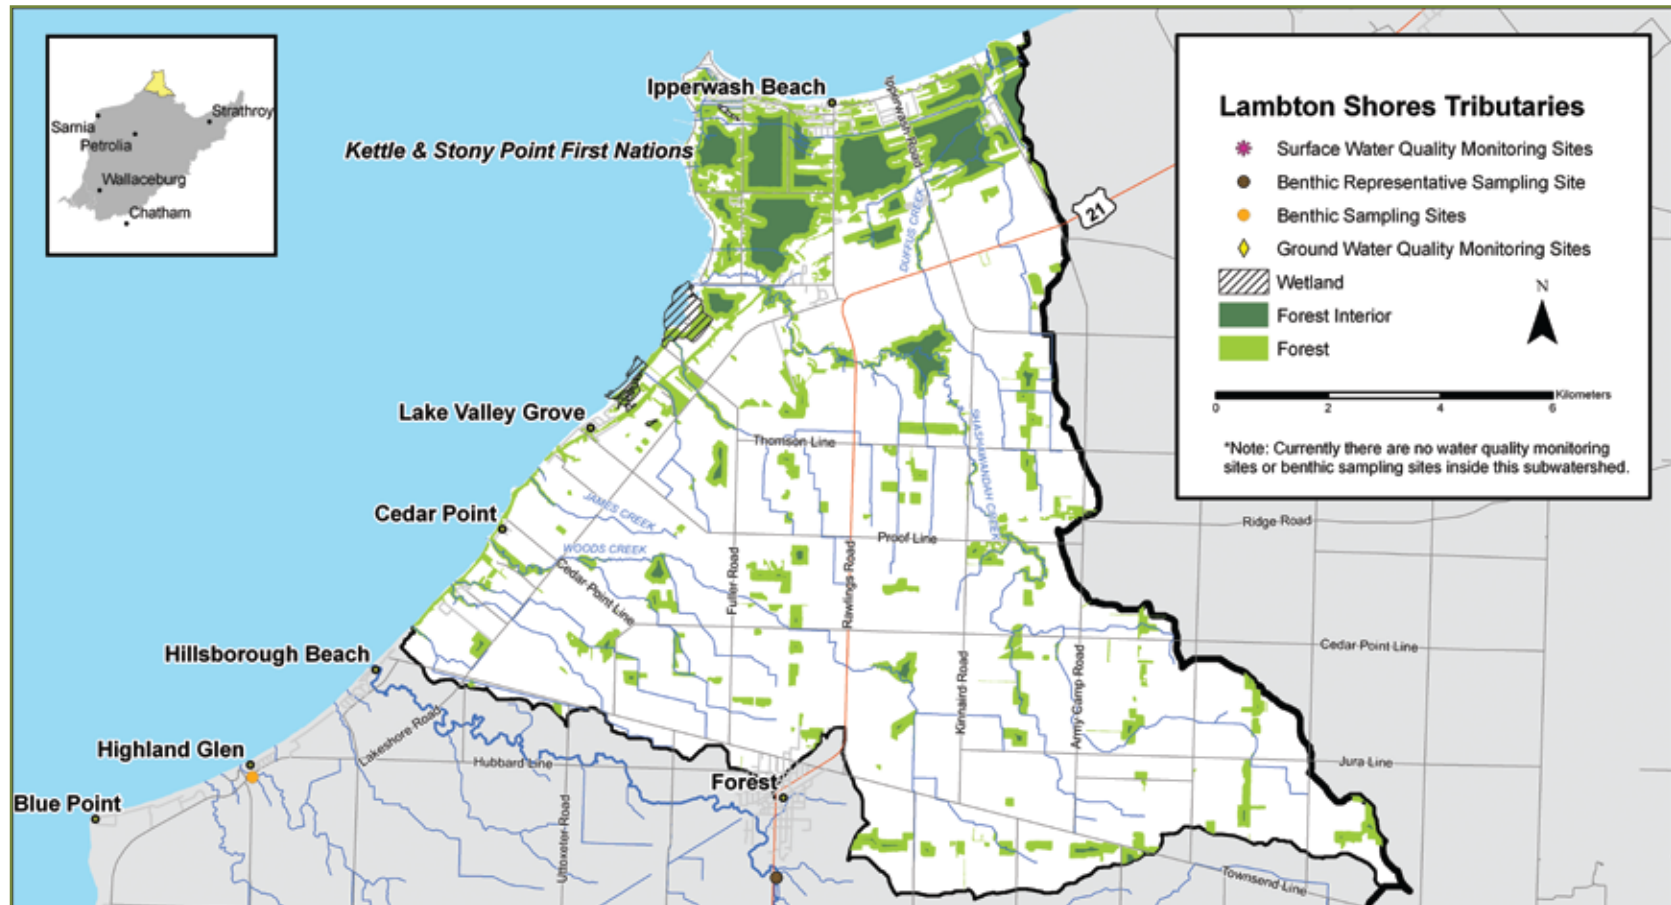 Sarnia
Strathroy
Petrolia
Wallaceburg
Chatham
Ipperwash Beach
Ipperwash Road
Kettle & Stony Point First Nations
DUFFUS CREEK
21
Lambton Shores Tributaries
Surface Water Quality Monitoring Sites
Benthic Representative Sampling Site
Benthic Sampling Sites
Ground Water Quality Monitoring Sites
Wetland
Forest Interior
Forest
N
0 2 4 6 Kilometers
*Note: Currently there are no water quality monitoring
sites or benthic sampling sites inside this subwatershed.
Lake Valley Grove
Thomson Line
SHASHAWANDAH CREEK
Cedar Point
JAMES CREEK
WOODS CREEK
Proof Line
Ridge Road
Cedar Point Line
Fuller Road
Rawlings Road
Hillsborough Beach
Cedar Point Line
Kinnaird Road
Army Camp Road
Lakeshore Road
Highland Glen
Hubbard Line
Jura Line
Forest
Blue Point
Uttoxeter Road
Townsend Line